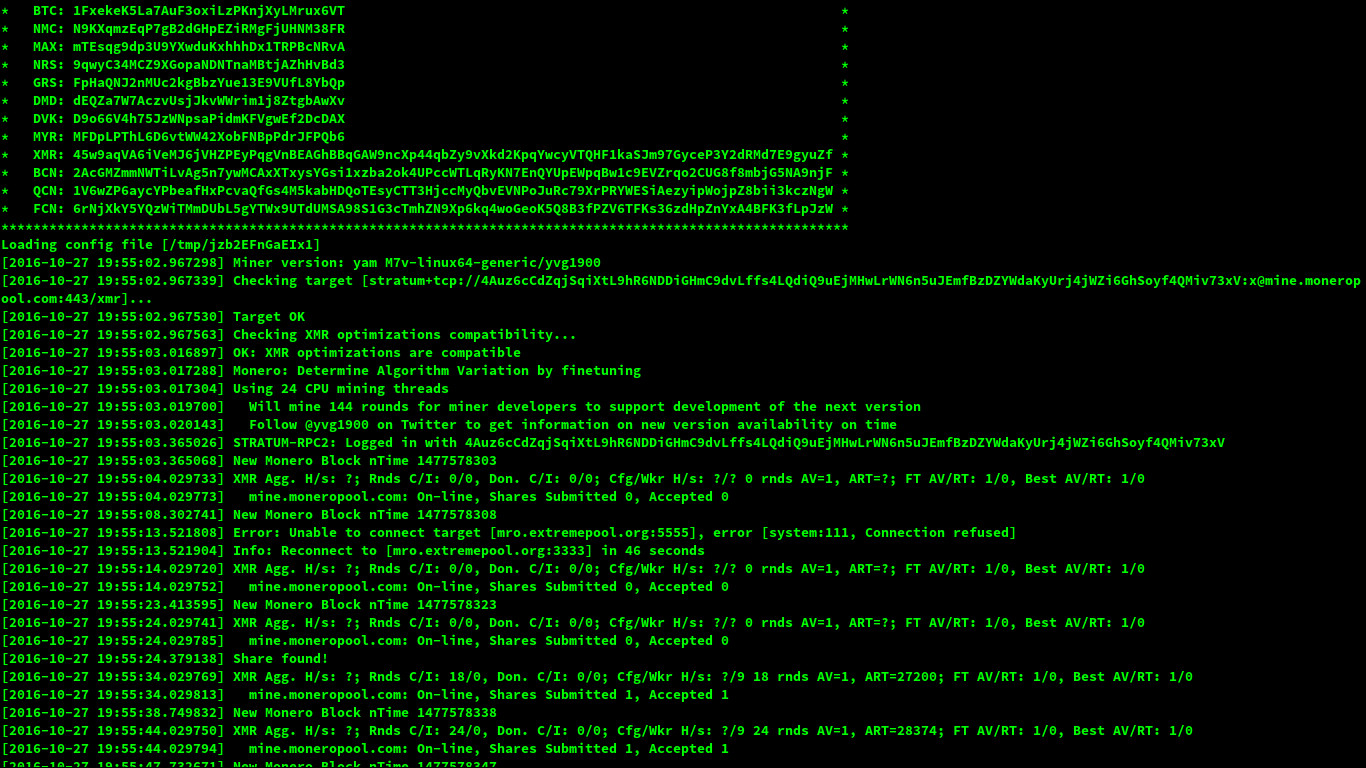 * BTC: 1FxekeK5La7AuF3oxiLzPKnjXyLMrux6VT *
* NMC: N9KXqmzEqP7gB2dGHpEZiRMgFjUHNM38FR *
* MAX: mTEsqg9dp3U9YXwduKxhhhDx1TRPBcNRvA *
* NRS: 9qwyC34MCZ9XGopaNDNTnaMBtjAZhHvBd3 *
* GRS: FpHaQNJ2nMUc2kgBbzYue13E9VUfL8YbQp *
* DMD: dEQZa7W7AczvUsjJkvWWrim1j8ZtgbAwXv *
* DVK: D9o66V4h75JzWNpsaPidmKFVgwEf2DcDAX *
* MYR: MFDpLPThL6D6vtWW42XobFNBpPdrJFPQb6 *
* XMR: 45w9aqVA6iVeMJ6jVHZPEyPqgVnBEAGhBBqGAW9ncXp44qbZy9vXkd2KpqYwcyVTQHF1kaSJm97GyceP3Y2dRMd7E9gyuZf *
* BCN: 2AcGMZmmNWTiLvAg5n7ywMCAxXTxysYGsi1xzba2ok4UPccWTLqRyKN7EnQYUpEWpqBw1c9EVZrqo2CUG8f8mbjG5NA9njF *
* QCN: 1V6wZP6aycYPbeafHxPcvaQfGs4M5kabHDQoTEsyCTT3HjccMyQbvEVNPoJuRc79XrPRYWESiAezyipWojpZ8bii3kczNgW *
* FCN: 6rNjXkY5YQzWiTMmDUbL5gYTWx9UTdUMSA98S1G3cTmhZN9Xp6kq4woGeoK5Q8B3fPZV6TFKs36zdHpZnYxA4BFK3fLpJzW *
**********************************************************************************************************
Loading config file [/tmp/jzb2EFnGaEIx1]
[2016-10-27 19:55:02.967298] Miner version: yam M7v-linux64-generic/yvg1900
[2016-10-27 19:55:02.967339] Checking target [stratum+tcp://4Auz6cCdZqjSqiXtL9hR6NDDiGHmC9dvLffs4LQdiQ9uEjMHwLrWN6n5uJEmfBzDZYWdaKyUrj4jWZi6GhSoyf4QMiv73xV:x@mine.monerop
ool.com:443/xmr]...
[2016-10-27 19:55:02.967530] Target OK
[2016-10-27 19:55:02.967563] Checking XMR optimizations compatibility...
[2016-10-27 19:55:03.016897] OK: XMR optimizations are compatible
[2016-10-27 19:55:03.017288] Monero: Determine Algorithm Variation by finetuning
[2016-10-27 19:55:03.017304] Using 24 CPU mining threads
[2016-10-27 19:55:03.019700] Will mine 144 rounds for miner developers to support development of the next version
[2016-10-27 19:55:03.020143] Follow @yvg1900 on Twitter to get information on new version availability on time
[2016-10-27 19:55:03.365026] STRATUM-RPC2: Logged in with 4Auz6cCdZqjSqiXtL9hR6NDDiGHmC9dvLffs4LQdiQ9uEjMHwLrWN6n5uJEmfBzDZYWdaKyUrj4jWZi6GhSoyf4QMiv73xV
[2016-10-27 19:55:03.365068] New Monero Block nTime 1477578303
[2016-10-27 19:55:04.029733] XMR Agg. H/s: ?; Rnds C/I: 0/0, Don. C/I: 0/0; Cfg/Wkr H/s: ?/? 0 rnds AV=1, ART=?; FT AV/RT: 1/0, Best AV/RT: 1/0
[2016-10-27 19:55:04.029773] mine.moneropool.com: On-line, Shares Submitted 0, Accepted 0
[2016-10-27 19:55:08.302741] New Monero Block nTime 1477578308
[2016-10-27 19:55:13.521808] Error: Unable to connect target [mro.extremepool.org:5555], error [system:111, Connection refused]
[2016-10-27 19:55:13.521904] Info: Reconnect to [mro.extremepool.org:3333] in 46 seconds
[2016-10-27 19:55:14.029720] XMR Agg. H/s: ?; Rnds C/I: 0/0, Don. C/I: 0/0; Cfg/Wkr H/s: ?/? 0 rnds AV=1, ART=?; FT AV/RT: 1/0, Best AV/RT: 1/0
[2016-10-27 19:55:14.029752] mine.moneropool.com: On-line, Shares Submitted 0, Accepted 0
[2016-10-27 19:55:23.413595] New Monero Block nTime 1477578323
[2016-10-27 19:55:24.029741] XMR Agg. H/s: ?; Rnds C/I: 0/0, Don. C/I: 0/0; Cfg/Wkr H/s: ?/? 0 rnds AV=1, ART=?; FT AV/RT: 1/0, Best AV/RT: 1/0
[2016-10-27 19:55:24.029785] mine.moneropool.com: On-line, Shares Submitted 0, Accepted 0
[2016-10-27 19:55:24.379138] Share found!
[2016-10-27 19:55:34.029769] XMR Agg. H/s: ?; Rnds C/I: 18/0, Don. C/I: 0/0; Cfg/Wkr H/s: ?/9 18 rnds AV=1, ART=27200; FT AV/RT: 1/0, Best AV/RT: 1/0
[2016-10-27 19:55:34.029813] mine.moneropool.com: On-line, Shares Submitted 1, Accepted 1
[2016-10-27 19:55:38.749832] New Monero Block nTime 1477578338
[2016-10-27 19:55:44.029750] XMR Agg. H/s: ?; Rnds C/I: 24/0, Don. C/I: 0/0; Cfg/Wkr H/s: ?/9 24 rnds AV=1, ART=28374; FT AV/RT: 1/0, Best AV/RT: 1/0
[2016-10-27 19:55:44.029794] mine.moneropool.com: On-line, Shares Submitted 1, Accepted 1
[2016-10-27 19:55:47.732671] New Monero Block nTime 1477578347